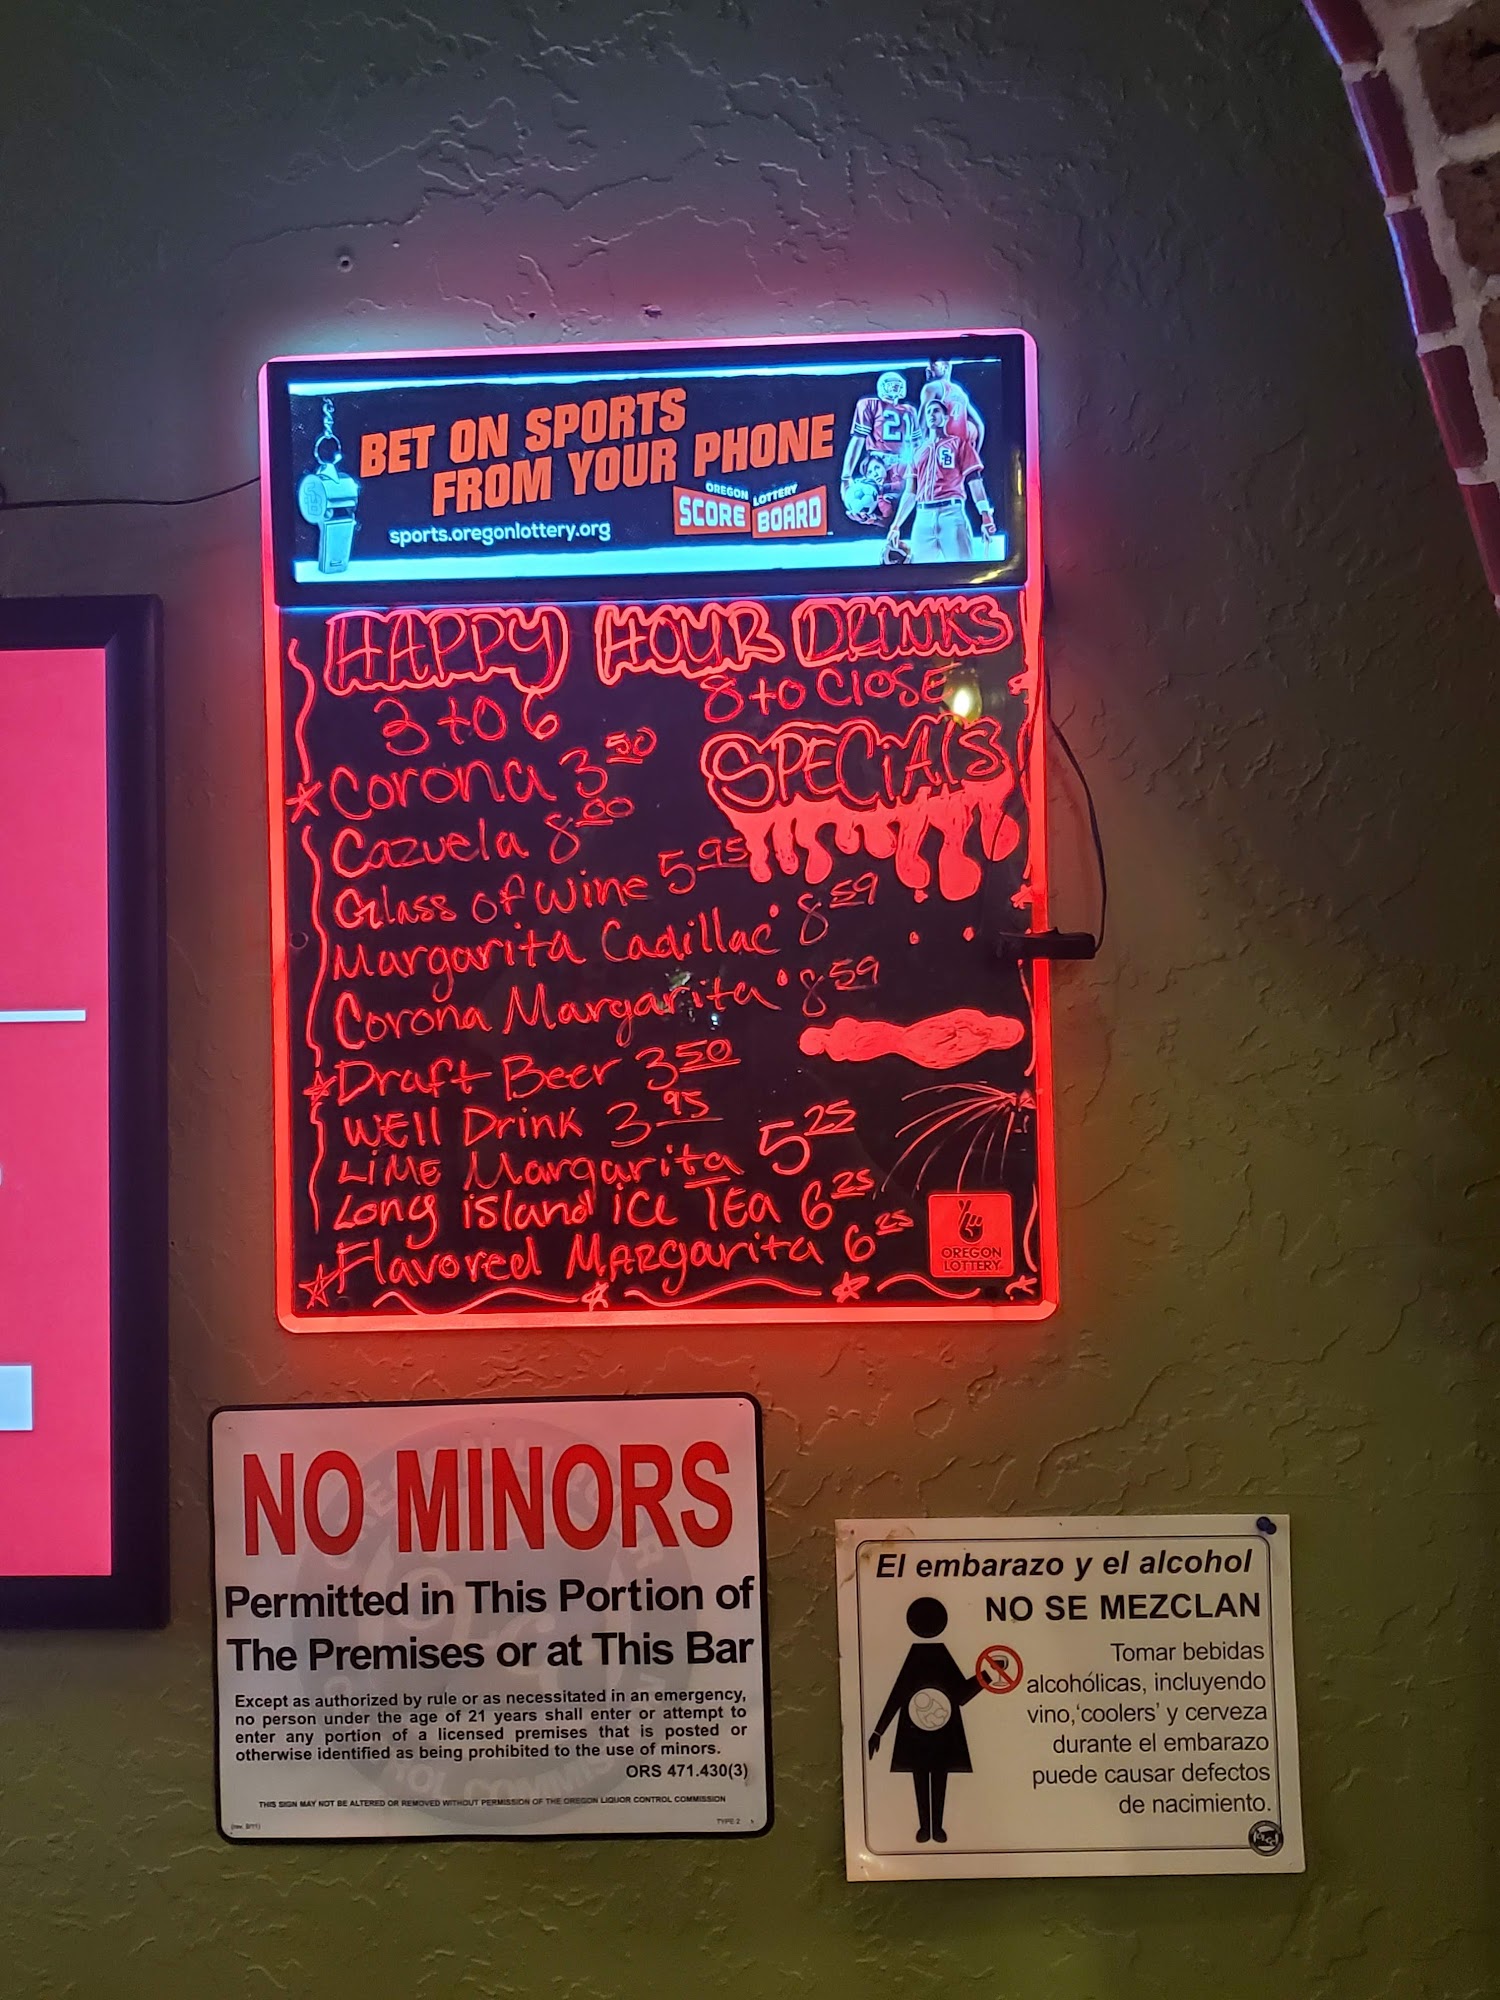 BET ON SPORTS
FROM YOUR PHONE
sports.oregonlottery.org
OREGON LOTTERY
SCORE BOARD
21
SB
HAPPY HOUR DRINKS
3 to 6
8 to close
SPECiAlS
Corona 3 50
Cazuela 8 00
Glass of wine 5 95
Margarita Cadillac 8 59
Corona Margarita 8 59
Draft Beer 3 50
WEll Drink 3 95
LiME Margarita 5 25
Long island icE TEa 6 25
Flavored MARgarita 6 25
OREGON
LOTTERY
NO MINORS
Permitted in This Portion of
The Premises or at This Bar
Except as authorized by rule or as necessitated in an emergency,
no person under the age of 21 years shall enter or attempt to
enter any portion of a licensed premises that is posted or
otherwise identified as being prohibited to the use of minors.
ORS 471.430(3)
THIS SIGN MAY NOT BE ALTERED OR REMOVED WITHOUT PERMISSION OF THE OREGON LIQUOR CONTROL COMMISSION
TYPE 2
El embarazo y el alcohol
NO SE MEZCLAN
Tomar bebidas
alcohólicas, incluyendo
vino,'coolers' y cerveza
durante el embarazo
puede causar defectos
de nacimiento.